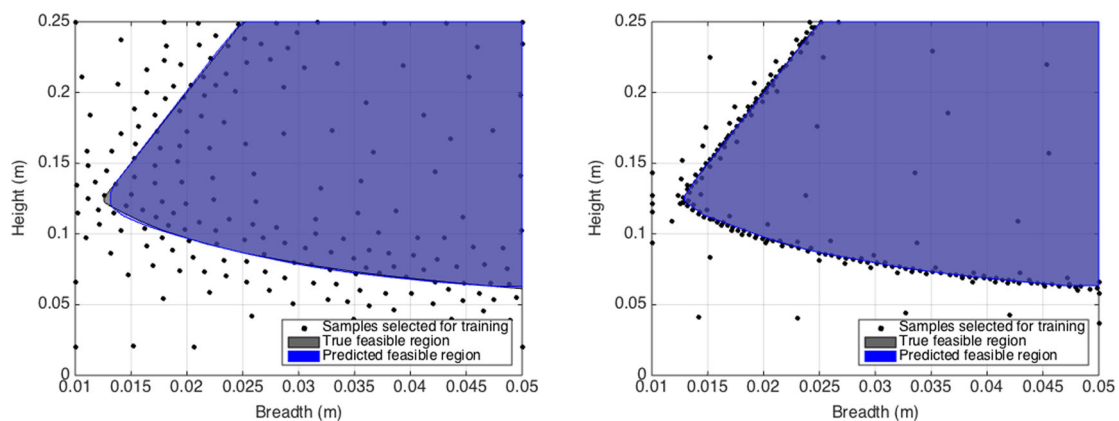 0.25
0.2
0.15
0.1
0.05
0
Height (m)
Samples selected for training
True feasible region
Predicted feasible region
0.01 0.015 0.02 0.025 0.03 0.035 0.04 0.045 0.05
Breadth (m)
0.25
0.2
0.15
0.1
0.05
0
Height (m)
Samples selected for training
True feasible region
Predicted feasible region
0.01 0.015 0.02 0.025 0.03 0.035 0.04 0.045 0.05
Breadth (m)